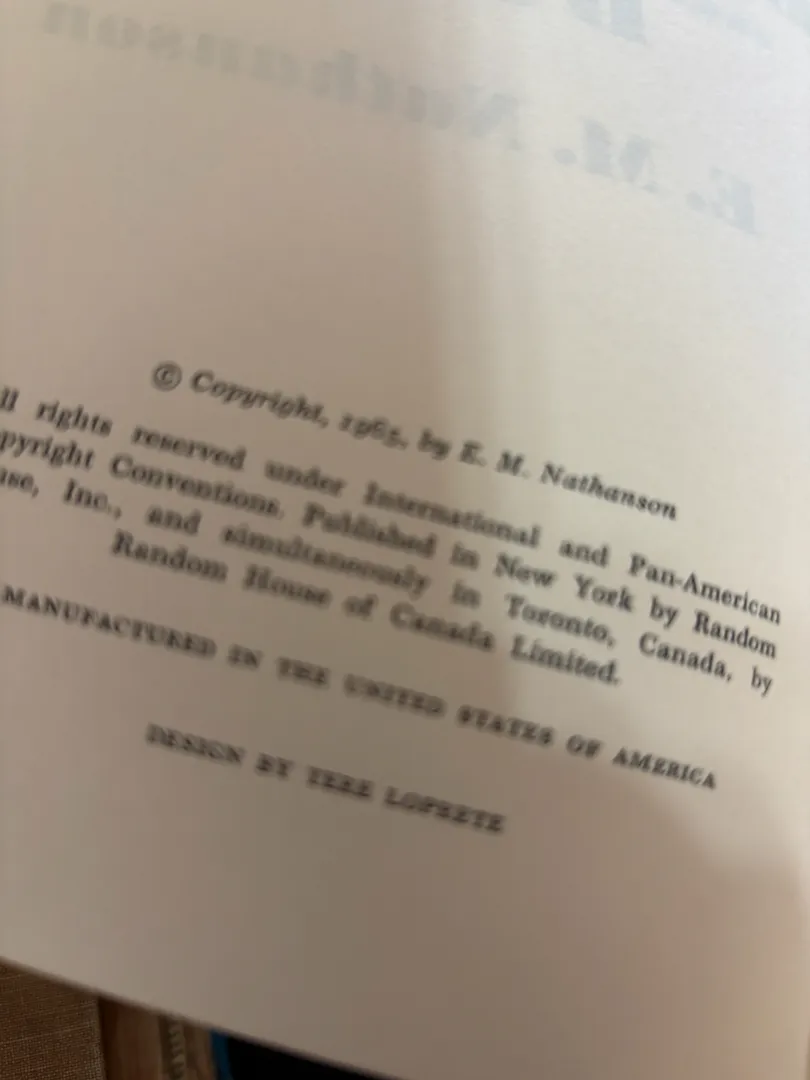 © Copyright, 1965, by E. M. Nathanson
ll rights reserved under International and Pan-American
pyright Conventions. Published in New York by Random
use, Inc., and simultaneously in Toronto, Canada, by
Random House of Canada Limited.
MANUFACTURED IN THE UNITED STATES OF AMERICA
DESIGN BY TERE LOPRETE
E. M. Nathanson